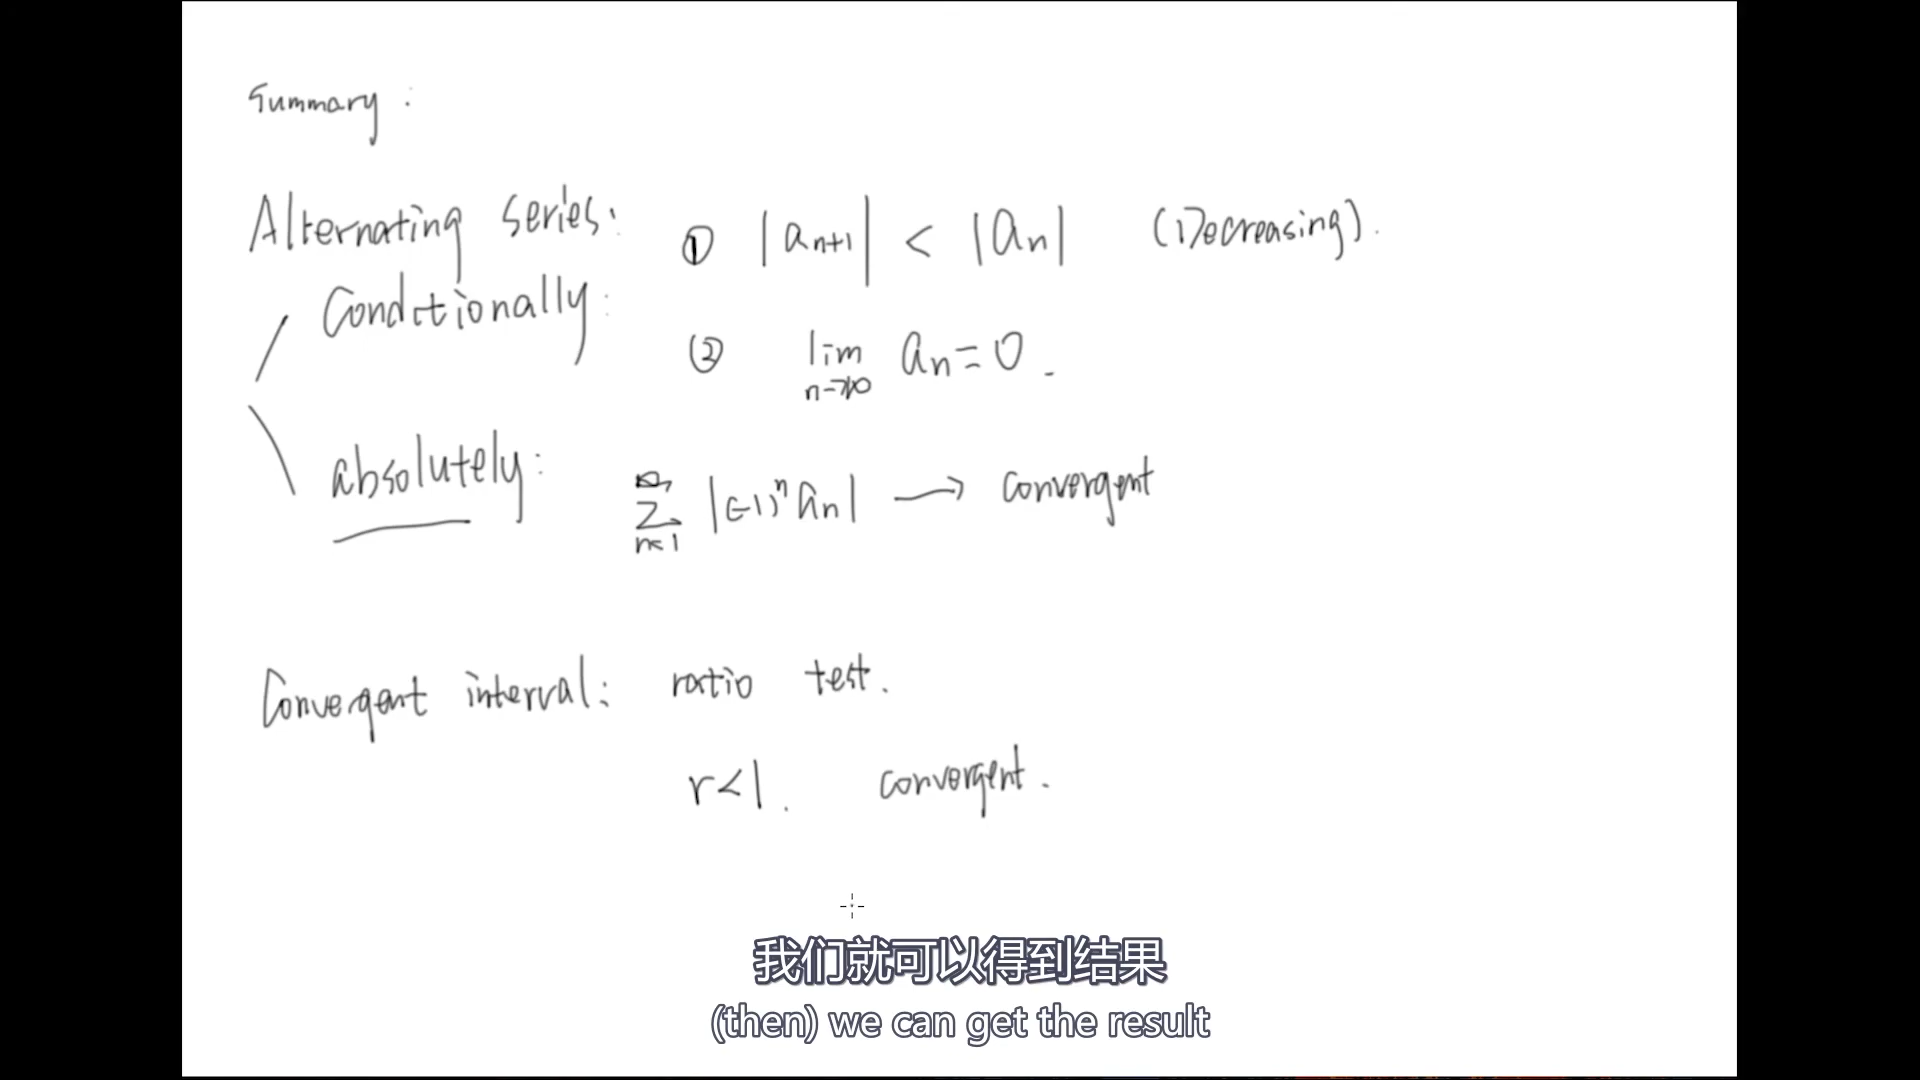 Summary:
Alternating series: ① |aₙ₊₁| < |aₙ| (Decreasing).
Conditionally:
② lim aₙ = 0.
n→∞
absolutely: ∞
∑ |(-1)ⁿ aₙ| → convergent
n=1
Convergent interval: ratio test.
r<1. convergent.
我们就可以得到结果
(then) we can get the result